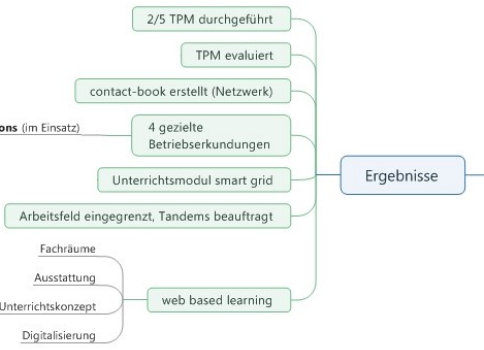 2/5 TPM durchgeführt
TPM evaluiert
contact-book erstellt (Netzwerk)
ons (im Einsatz)
4 gezielte
Betriebserkundungen
Unterrichtsmodul smart grid
Arbeitsfeld eingegrenzt, Tandems beauftragt
Ergebnisse
web based learning
Fachräume
Ausstattung
Unterrichtskonzept
Digitalisierung